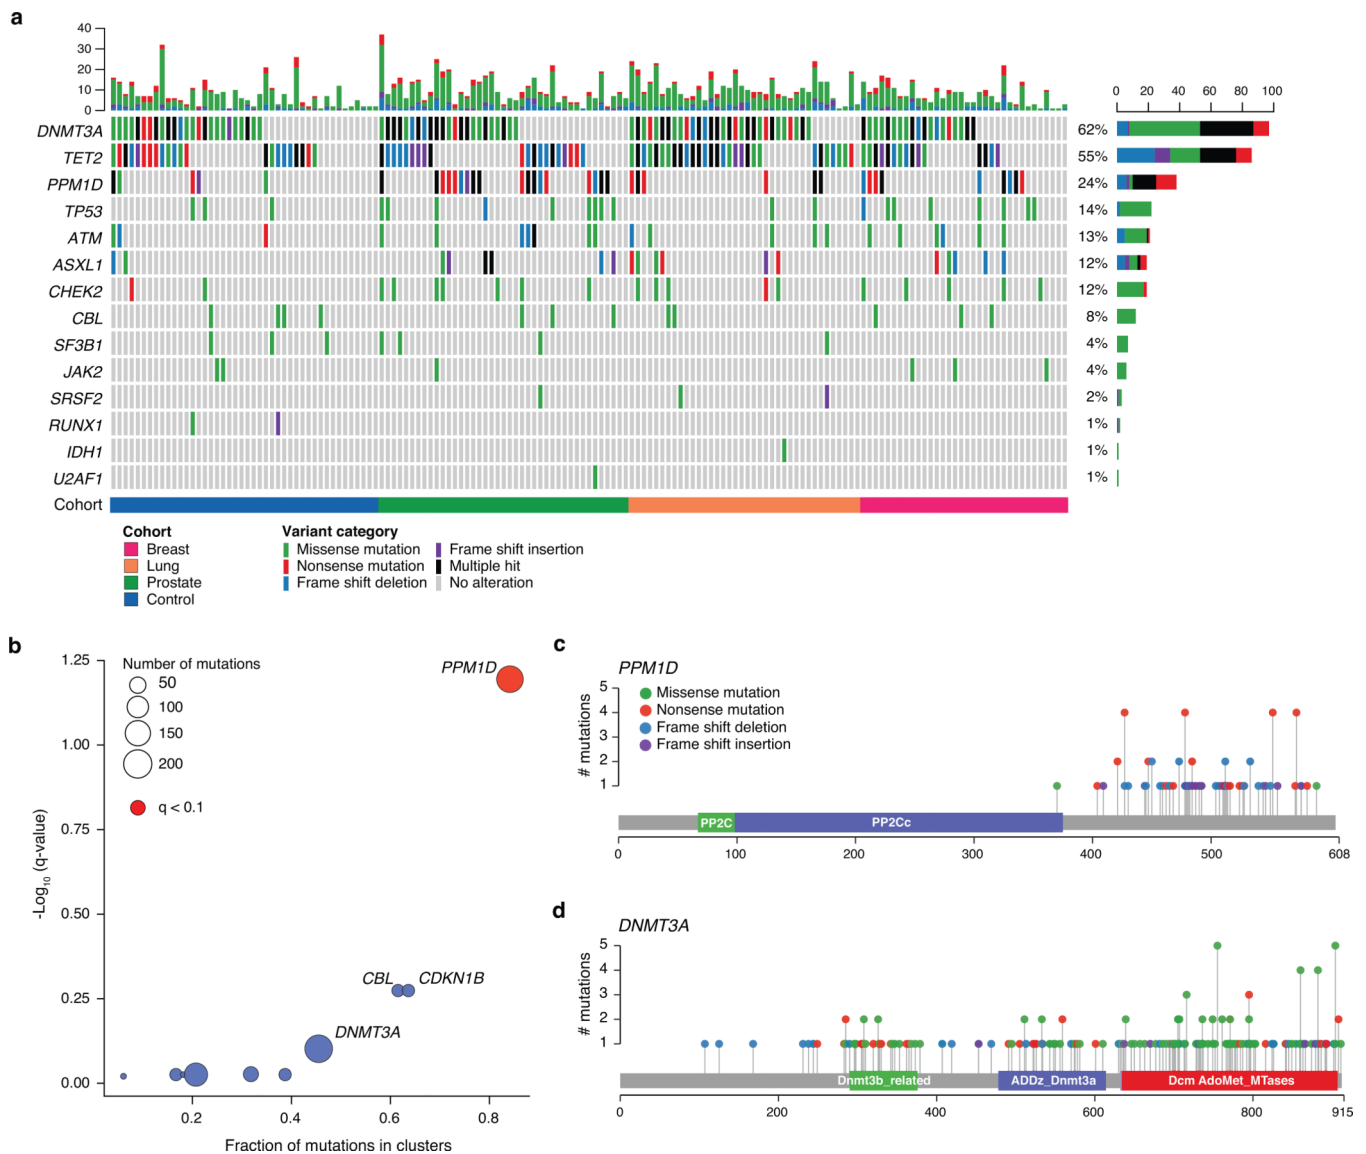 a
40
30
20
10
0
0 20 40 60 80 100
DNMT3A 62%
TET2 55%
PPM1D 24%
TP53 14%
ATM 13%
ASXL1 12%
CHEK2 12%
CBL 8%
SF3B1 4%
JAK2 4%
SRSF2 2%
RUNX1 1%
IDH1 1%
U2AF1 1%
Cohort
Cohort
Breast
Lung
Prostate
Control
Variant category
Missense mutation
Nonsense mutation
Frame shift deletion
Frame shift insertion
Multiple hit
No alteration
b
1.25
1.00
0.75
0.50
0.25
0.00
-Log10 (q-value)
Number of mutations
50
100
150
200
q < 0.1
PPM1D
CBL
CDKN1B
DNMT3A
0.2 0.4 0.6 0.8
Fraction of mutations in clusters
c
PPM1D
5
4
3
2
1
# mutations
Missense mutation
Nonsense mutation
Frame shift deletion
Frame shift insertion
PP2C
PP2Cc
0 100 200 300 400 500 608
d
DNMT3A
5
4
3
2
1
# mutations
Dnmt3b_related
ADDz_Dnmt3a
Dcm AdoMet_MTases
0 200 400 600 800 915